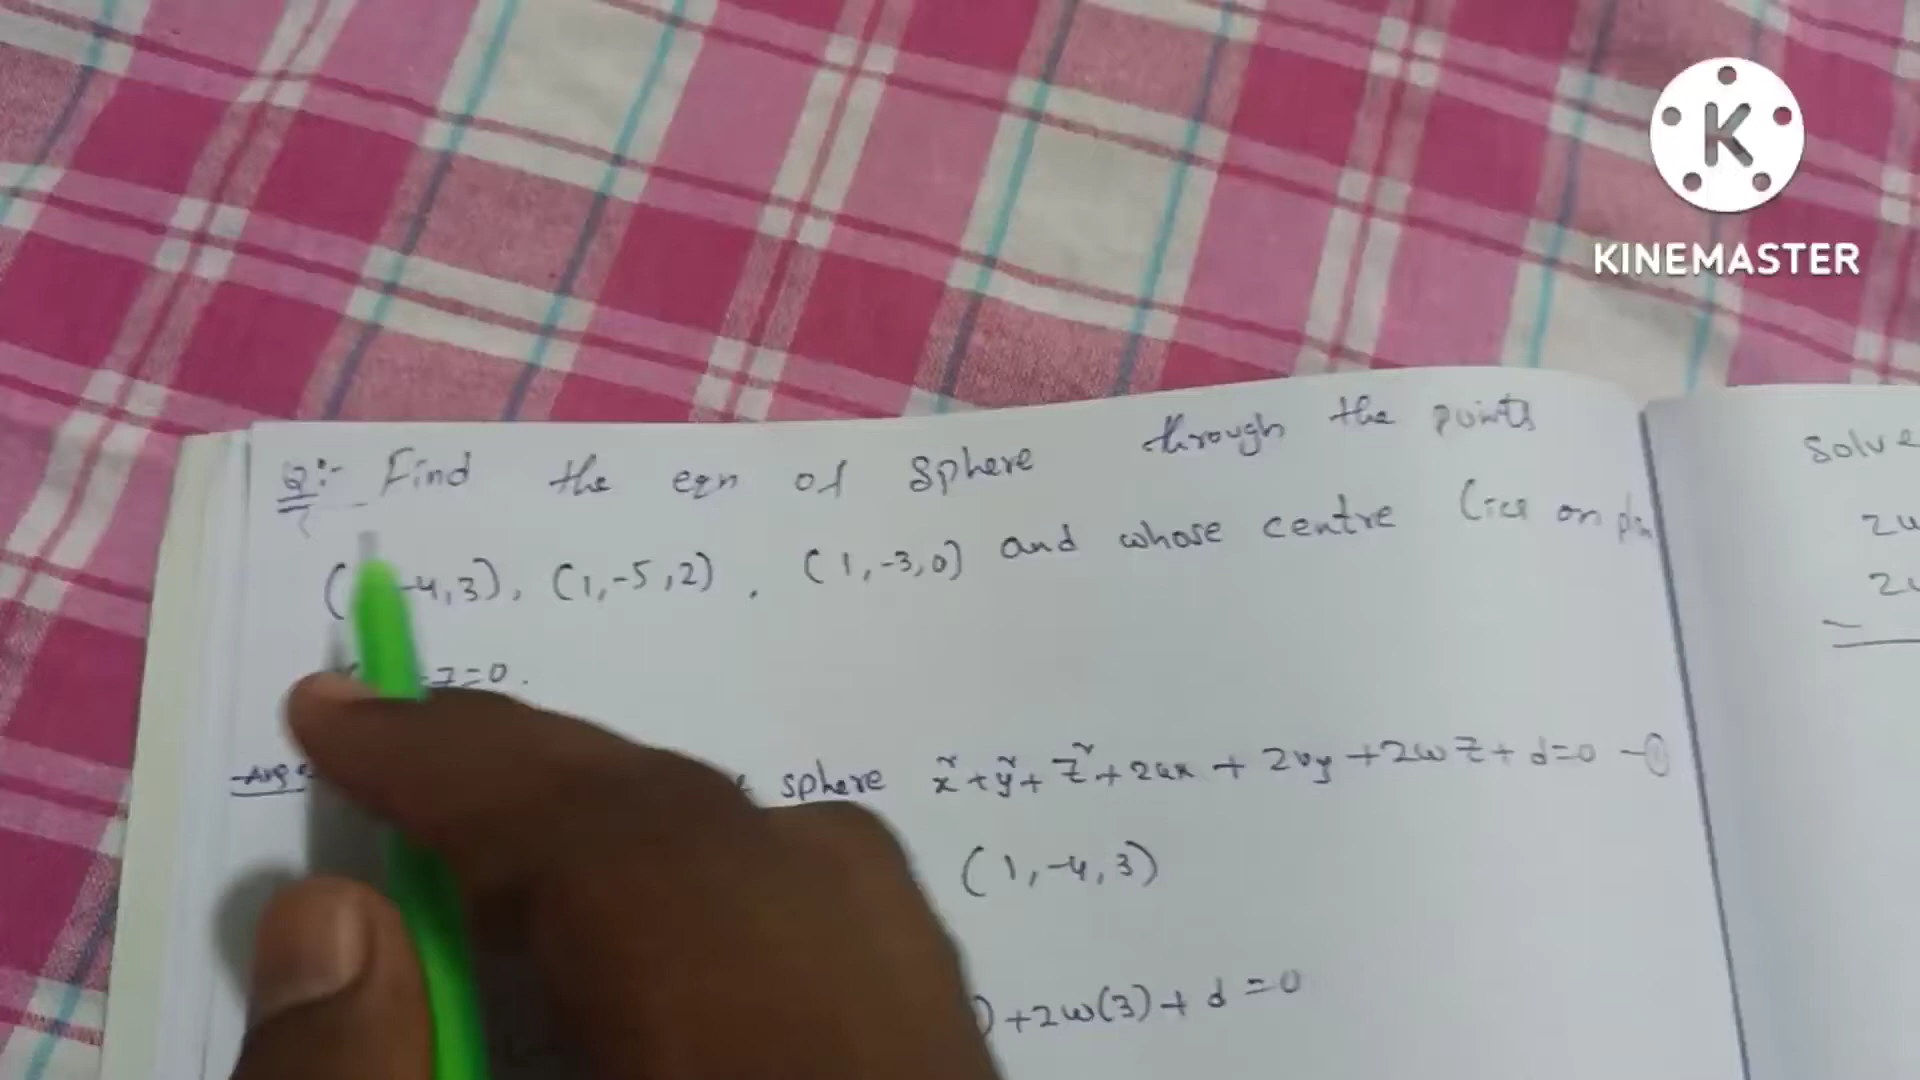 K
KINEMASTER
Q:- Find the eqn of sphere through the points
( -4,3), (1,-5,2), (1,-3,0) and whose centre lies on
z=0.
sphere x²+y²+z²+2ux+2vy+2wz+d=0 -①
(1,-4,3)
)+2w(3)+d=0
Solve